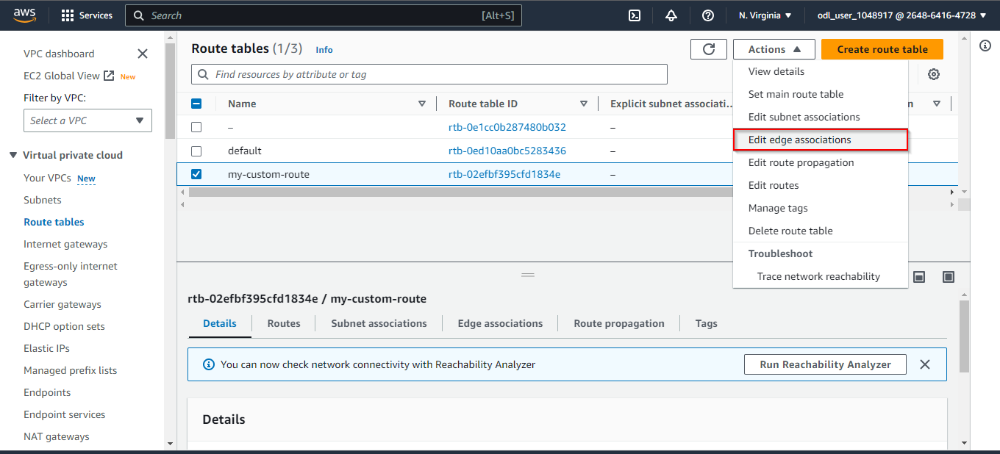 aws Services Search [Alt+S] N. Virginia odl_user_1048917 @ 2648-6416-4728
VPC dashboard
EC2 Global View New
Filter by VPC:
Select a VPC
Virtual private cloud
Your VPCs New
Subnets
Route tables
Internet gateways
Egress-only internet
gateways
Carrier gateways
DHCP option sets
Elastic IPs
Managed prefix lists
Endpoints
Endpoint services
NAT gateways
Route tables (1/3) Info
Actions
Create route table
Find resources by attribute or tag
Name Route table ID Explicit subnet associati... n
– rtb-0e1cc0b287480b032 –
default rtb-0ed10aa0bc5283436 –
my-custom-route rtb-02efbf395cfd1834e –
View details
Set main route table
Edit subnet associations
Edit edge associations
Edit route propagation
Edit routes
Manage tags
Delete route table
Troubleshoot
Trace network reachability
rtb-02efbf395cfd1834e / my-custom-route
Details Routes Subnet associations Edge associations Route propagation Tags
You can now check network connectivity with Reachability Analyzer Run Reachability Analyzer
Details